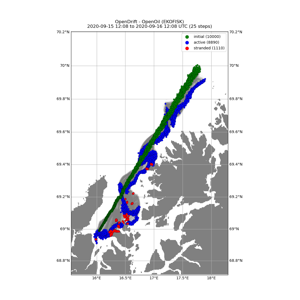 OpenDrift - OpenOil (EKOFISK)
2020-09-15 12:08 to 2020-09-16 12:08 UTC (25 steps)
70.2°N 70.2°N
initial (10000)
active (8890)
stranded (1110)
70°N 70°N
69.8°N 69.8°N
69.6°N 69.6°N
69.4°N 69.4°N
69.2°N 69.2°N
69°N 69°N
68.8°N 68.8°N
16°E 16.5°E 17°E 17.5°E 18°E